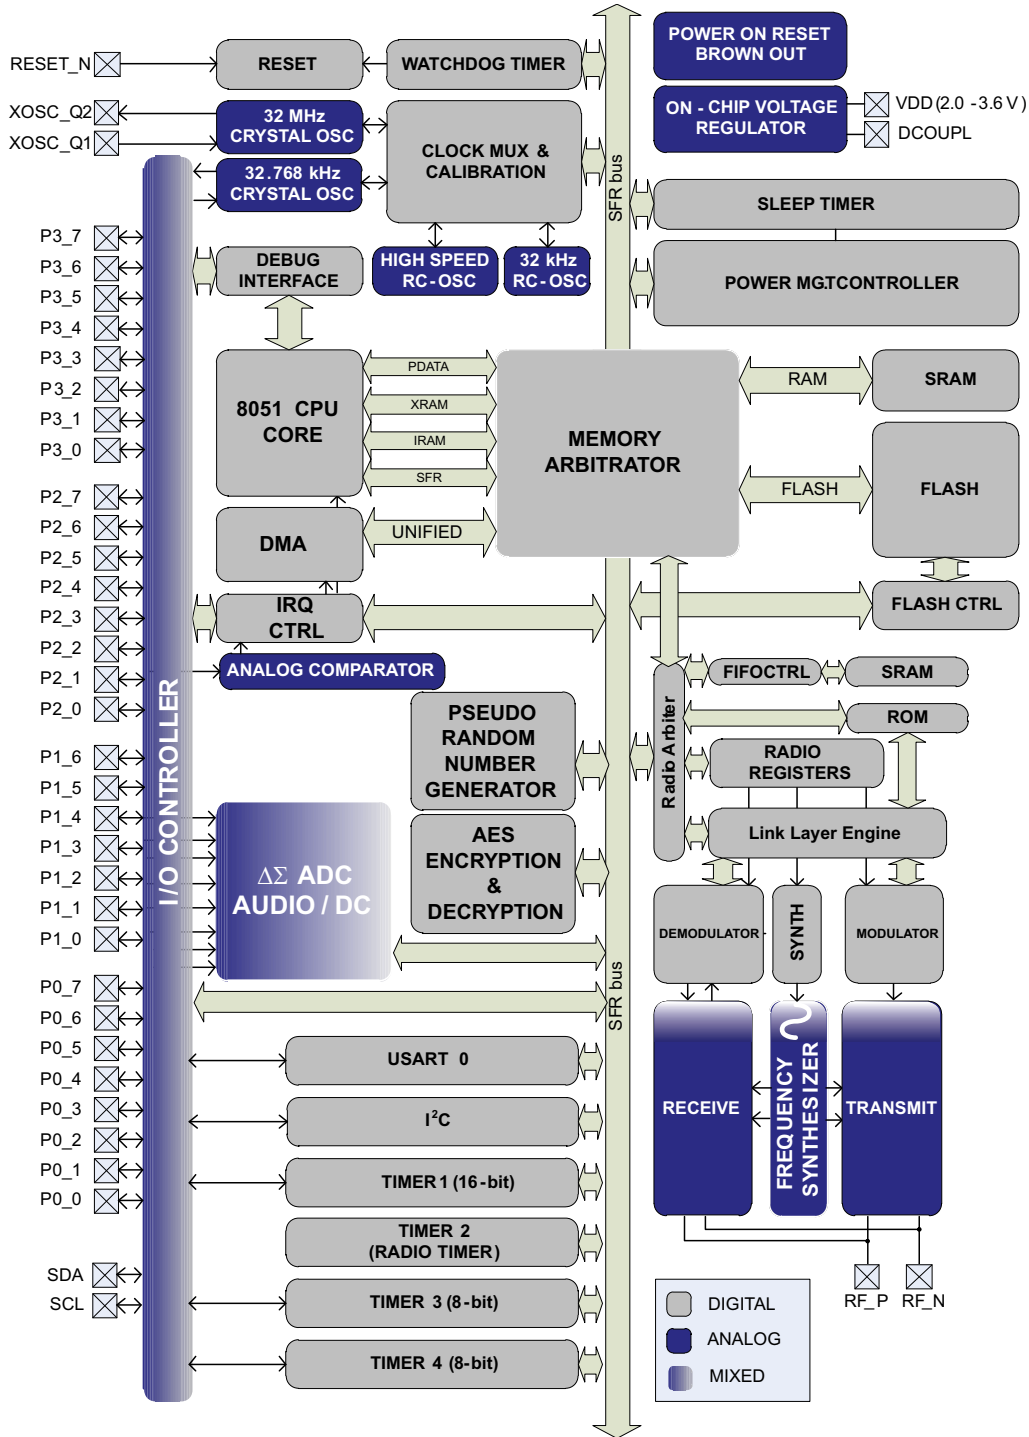 RESET_N
RESET
WATCHDOG TIMER
POWER ON RESET
BROWN OUT
XOSC_Q2
XOSC_Q1
32 MHz
CRYSTAL OSC
32.768 kHz
CRYSTAL OSC
CLOCK MUX &
CALIBRATION
SFR bus
ON - CHIP VOLTAGE
REGULATOR
VDD (2.0 - 3.6 V)
DCOUPL
SLEEP TIMER
POWER MGT. CONTROLLER
HIGH SPEED
RC-OSC
32 kHz
RC-OSC
DEBUG
INTERFACE
P3_7
P3_6
P3_5
P3_4
P3_3
P3_2
P3_1
P3_0
P2_7
P2_6
P2_5
P2_4
P2_3
P2_2
P2_1
P2_0
P1_6
P1_5
P1_4
P1_3
P1_2
P1_1
P1_0
P0_7
P0_6
P0_5
P0_4
P0_3
P0_2
P0_1
P0_0
SDA
SCL
I/O CONTROLLER
8051 CPU
CORE
PDATA
XRAM
IRAM
SFR
MEMORY
ARBITRATOR
RAM
SRAM
FLASH
FLASH
DMA
UNIFIED
IRQ
CTRL
FLASH CTRL
ANALOG COMPARATOR
FIFOCTRL
SRAM
Radio Arbiter
ROM
PSEUDO
RANDOM
NUMBER
GENERATOR
RADIO
REGISTERS
Link Layer Engine
AES
ENCRYPTION
&
DECRYPTION
ΔΣ ADC
AUDIO / DC
DEMODULATOR
SYNTH
MODULATOR
SFR bus
RECEIVE
FREQUENCY
SYNTHESIZER
TRANSMIT
USART 0
I²C
TIMER 1 (16-bit)
TIMER 2
(RADIO TIMER)
TIMER 3 (8-bit)
TIMER 4 (8-bit)
RF_P
RF_N
DIGITAL
ANALOG
MIXED